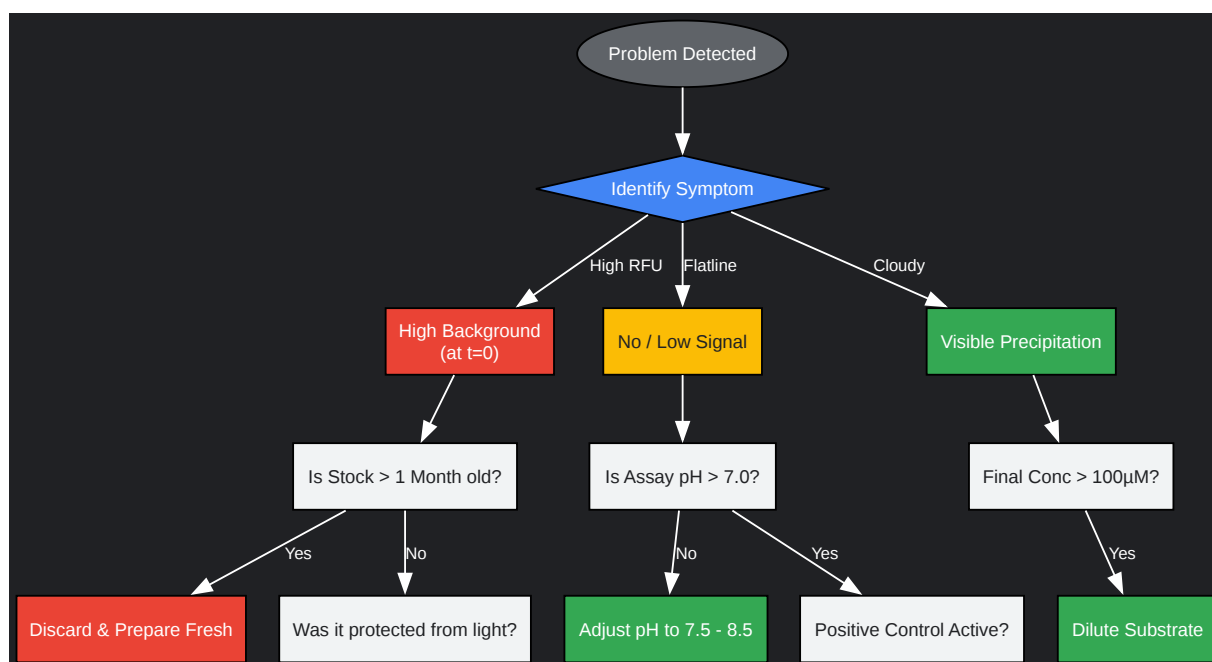 Problem Detected
Identify Symptom
High RFU
Flatline
Cloudy
High Background
(at t=0)
No / Low Signal
Visible Precipitation
Is Stock > 1 Month old?
Is Assay pH > 7.0?
Final Conc > 100µM?
Yes
No
No
Yes
Yes
Discard & Prepare Fresh
Was it protected from light?
Adjust pH to 7.5 - 8.5
Positive Control Active?
Dilute Substrate